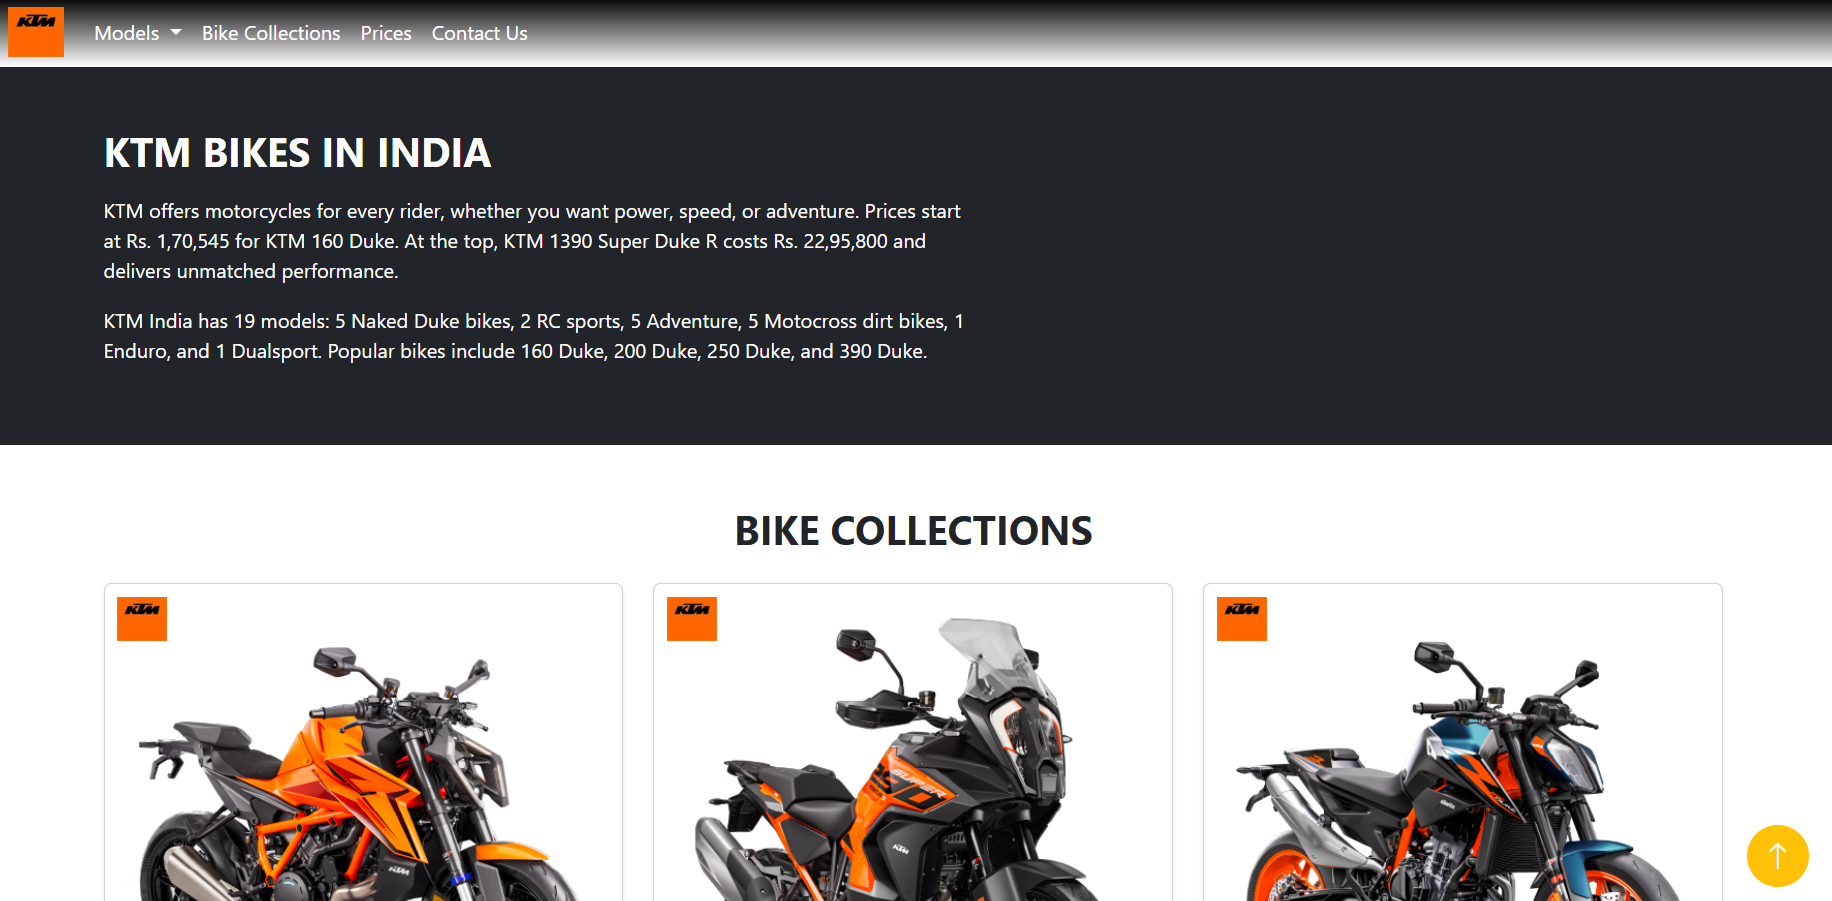 KTM
Models
Bike Collections
Prices
Contact Us
KTM BIKES IN INDIA
KTM offers motorcycles for every rider, whether you want power, speed, or adventure. Prices start
at Rs. 1,70,545 for KTM 160 Duke. At the top, KTM 1390 Super Duke R costs Rs. 22,95,800 and
delivers unmatched performance.
KTM India has 19 models: 5 Naked Duke bikes, 2 RC sports, 5 Adventure, 5 Motocross dirt bikes, 1
Enduro, and 1 Dualsport. Popular bikes include 160 Duke, 200 Duke, 250 Duke, and 390 Duke.
BIKE COLLECTIONS
KTM
KTM
KTM
SUPER
KTM
KTM